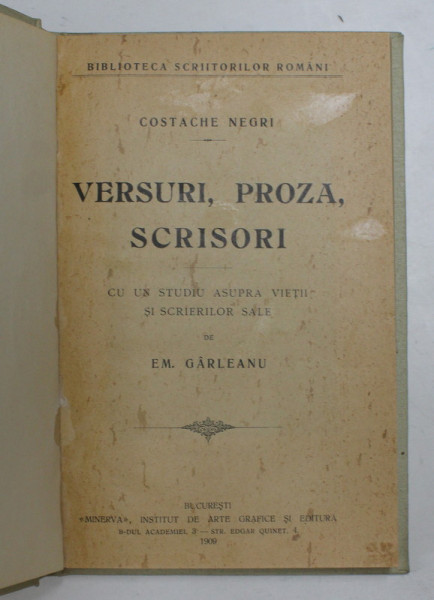 BIBLIOTECA SCRIITORILOR ROMÂNI
COSTACHE NEGRI
VERSURI, PROZA,
SCRISORI
CU UN STUDIU ASUPRA VIEȚII
ȘI SCRIERILOR SALE
DE
EM. GÂRLEANU
BUCUREȘTI
«MINERVA», INSTITUT DE ARTE GRAFICE ȘI EDITURA
B-DUL ACADEMIEI, 3 — STR. EDGAR QUINET, 4
1909